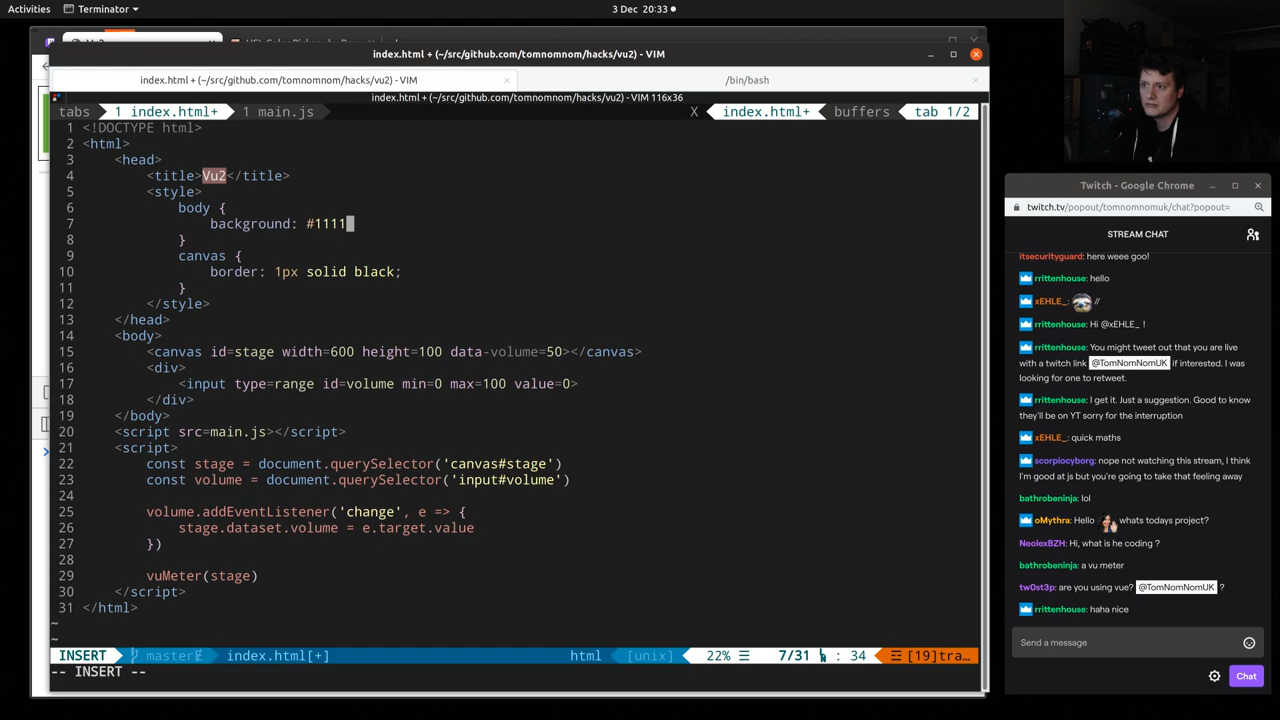 Activities
Terminator
3 Dec 20:33
index.html + (~/src/github.com/tomnomnom/hacks/vu2) - VIM
index.html + (~/src/github.com/tomnomnom/hacks/vu2) - VIM
/bin/bash
index.html + (~/src/github.com/tomnomnom/hacks/vu2) - VIM 116x36
tabs 1 index.html+ 1 main.js X index.html+ buffers tab 1/2
1 <!DOCTYPE html>
2 <html>
3 <head>
4 <title>Vu2</title>
5 <style>
6 body {
7 background: #1111
8 }
9 canvas {
10 border: 1px solid black;
11 }
12 </style>
13 </head>
14 <body>
15 <canvas id=stage width=600 height=100 data-volume=50></canvas>
16 <div>
17 <input type=range id=volume min=0 max=100 value=0>
18 </div>
19 </body>
20 <script src=main.js></script>
21 <script>
22 const stage = document.querySelector('canvas#stage')
23 const volume = document.querySelector('input#volume')
24
25 volume.addEventListener('change', e => {
26 stage.dataset.volume = e.target.value
27 })
28
29 vuMeter(stage)
30 </script>
31 </html>
~
~
INSERT master index.html[+] html [unix] 22% 7/31 : 34 [19]tra…
-- INSERT --
Twitch - Google Chrome
twitch.tv/popout/tomnomnomuk/chat?popout=
STREAM CHAT
itsecurityguard: here weee goo!
rrittenhouse: hello
xEHLE_: //
rrittenhouse: Hi @xEHLE_ !
rrittenhouse: You might tweet out that you are live
with a twitch link @TomNomNomUK if interested. I was
looking for one to retweet.
rrittenhouse: I get it. Just a suggestion. Good to know
they'll be on YT sorry for the interruption
xEHLE_: quick maths
scorpiocyborg: nope not watching this stream, I think
I'm good at js but you're going to take that feeling away
bathrobeninja: lol
oMythra: Hello whats todays project?
NeolexBZH: Hi, what is he coding ?
bathrobeninja: a vu meter
tw0st3p: are you using vue? @TomNomNomUK ?
rrittenhouse: haha nice
Send a message
Chat